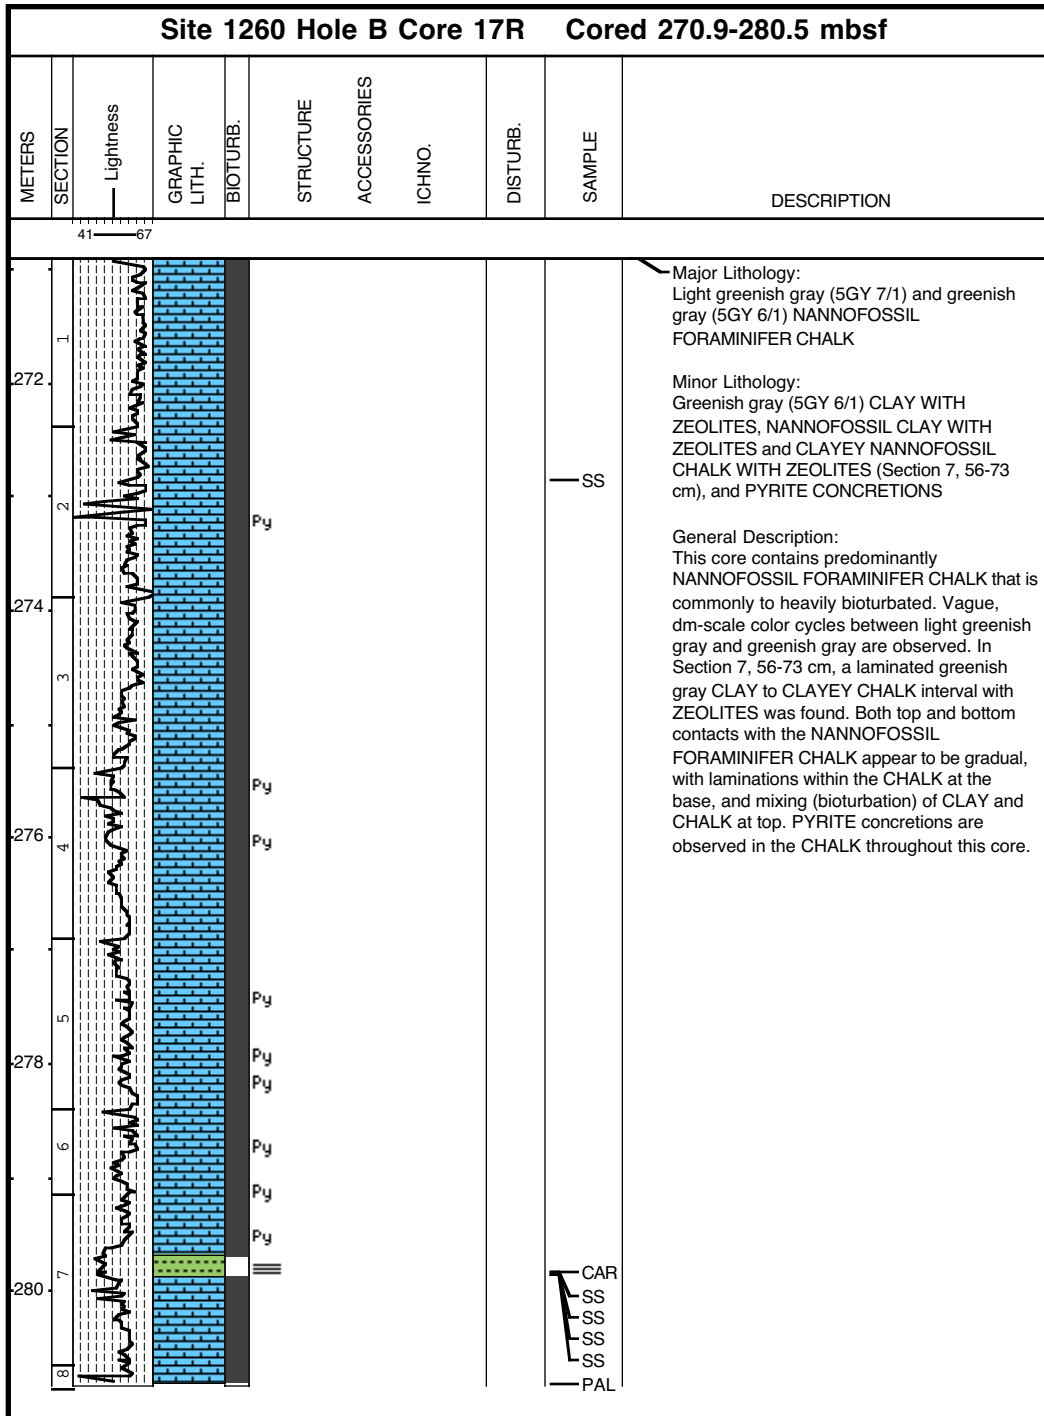 Site 1260 Hole B Core 17R Cored 270.9-280.5 mbsf
METERS
SECTION
Lightness
GRAPHIC
LITH.
BIOTURB.
STRUCTURE
ACCESSORIES
ICHNO.
DISTURB.
SAMPLE
DESCRIPTION
41 67
Major Lithology:
Light greenish gray (5GY 7/1) and greenish
gray (5GY 6/1) NANNOFOSSIL
FORAMINIFER CHALK
Minor Lithology:
Greenish gray (5GY 6/1) CLAY WITH
ZEOLITES, NANNOFOSSIL CLAY WITH
ZEOLITES and CLAYEY NANNOFOSSIL
CHALK WITH ZEOLITES (Section 7, 56-73
cm), and PYRITE CONCRETIONS
General Description:
This core contains predominantly
NANNOFOSSIL FORAMINIFER CHALK that is
commonly to heavily bioturbated. Vague,
dm-scale color cycles between light greenish
gray and greenish gray are observed. In
Section 7, 56-73 cm, a laminated greenish
gray CLAY to CLAYEY CHALK interval with
ZEOLITES was found. Both top and bottom
contacts with the NANNOFOSSIL
FORAMINIFER CHALK appear to be gradual,
with laminations within the CHALK at the
base, and mixing (bioturbation) of CLAY and
CHALK at top. PYRITE concretions are
observed in the CHALK throughout this core.
1
272
SS
2
Py
274
3
Py
276
Py
4
Py
5
278
Py
Py
6
Py
Py
Py
7
CAR
280
SS
SS
SS
SS
8
PAL